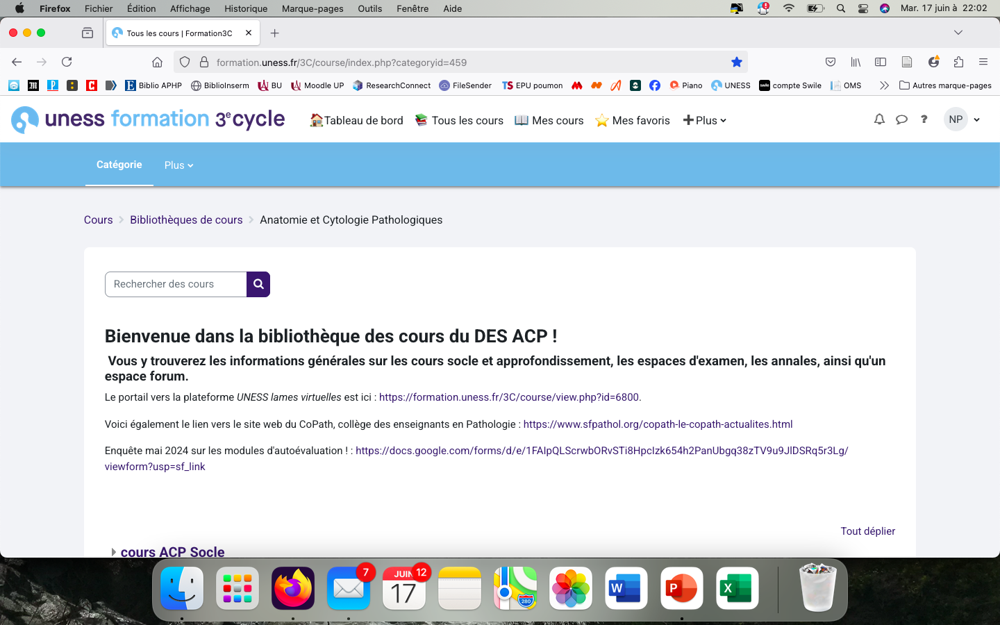 Firefox Fichier Édition Affichage Historique Marque-pages Outils Fenêtre Aide Mar. 17 juin à 22:02
Tous les cours | Formation3C
formation.uness.fr/3C/course/index.php?categoryid=459
Biblio APHP BiblioInserm BU Moodle UP ResearchConnect FileSender TS EPU poumon Piano UNESS swile compte Swile OMS Autres marque-pages
uness formation 3e cycle Tableau de bord Tous les cours Mes cours Mes favoris Plus ? NP
Catégorie Plus
Cours Bibliothèques de cours Anatomie et Cytologie Pathologiques
Rechercher des cours
Bienvenue dans la bibliothèque des cours du DES ACP !
Vous y trouverez les informations générales sur les cours socle et approfondissement, les espaces d'examen, les annales, ainsi qu'un
espace forum.
Le portail vers la plateforme UNESS lames virtuelles est ici : https://formation.uness.fr/3C/course/view.php?id=6800.
Voici également le lien vers le site web du CoPath, collège des enseignants en Pathologie : https://www.sfpathol.org/copath-le-copath-actualites.html
Enquête mai 2024 sur les modules d'autoévaluation ! : https://docs.google.com/forms/d/e/1FAIpQLScrwbORvSTi8HpcIzk654h2PanUbgq38zTV9u9JlDSRq5r3Lg/
viewform?usp=sf_link
Tout déplier
cours ACP Socle
7 JUIN 12
17 280 W P X